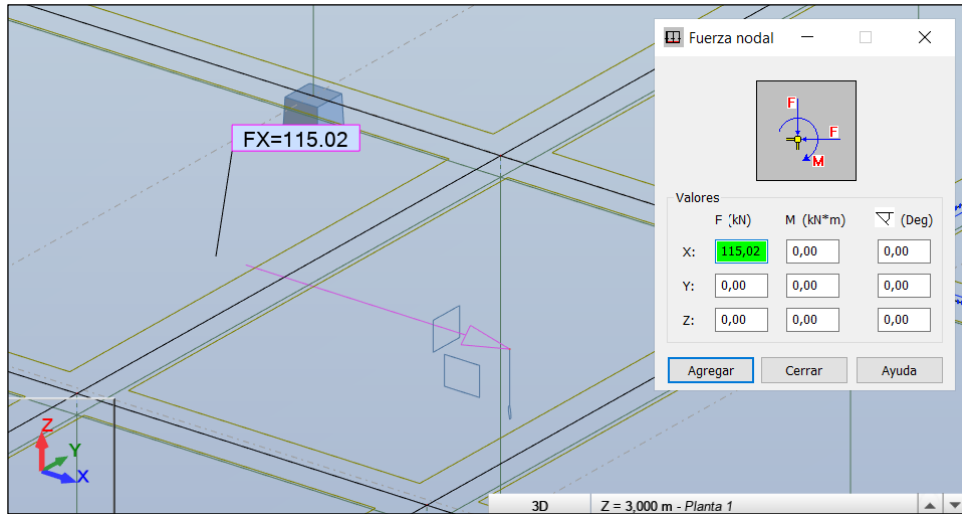 FX=115.02
Z
Y
X
3D
Z = 3,000 m - Planta 1
Fuerza nodal
F
F
M
Valores
F (kN) M (kN*m) (Deg)
X: 115,02 0,00 0,00
Y: 0,00 0,00 0,00
Z: 0,00 0,00 0,00
Agregar Cerrar Ayuda